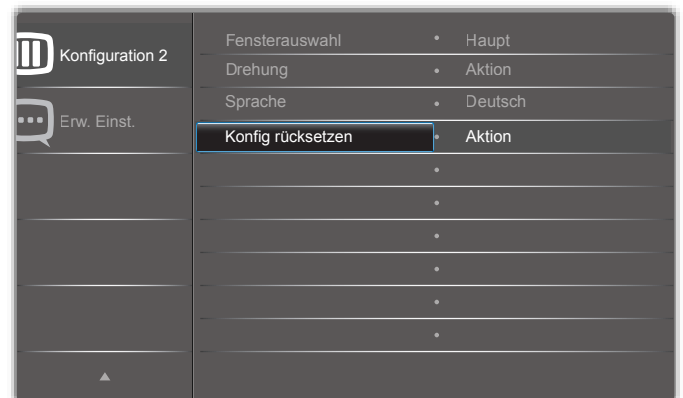 Konfiguration 2
Erw. Einst.
Fensterauswahl • Haupt
Drehung • Aktion
Sprache • Deutsch
Konfig rücksetzen • Aktion